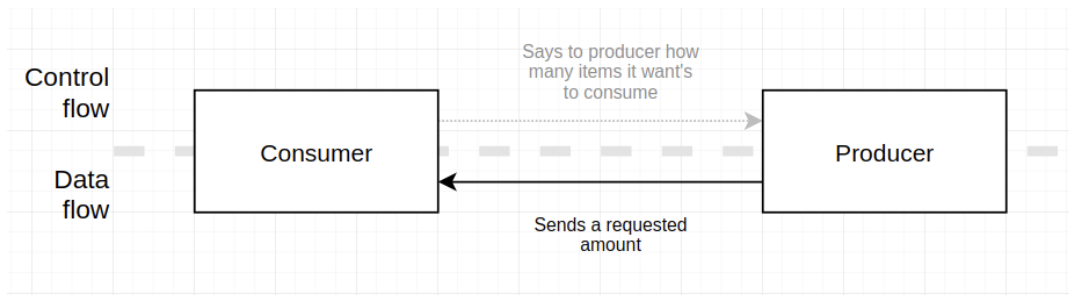 Says to producer how
many items it want's
to consume
Control
flow
Consumer
Producer
Data
flow
Sends a requested
amount